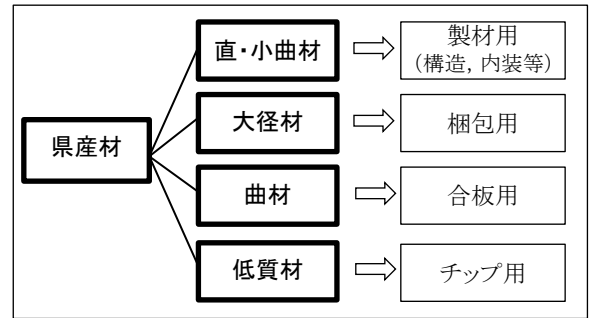 県産材
直・小曲材
製材用
（構造，内装等）
大径材
梱包用
曲材
合板用
低質材
チップ用